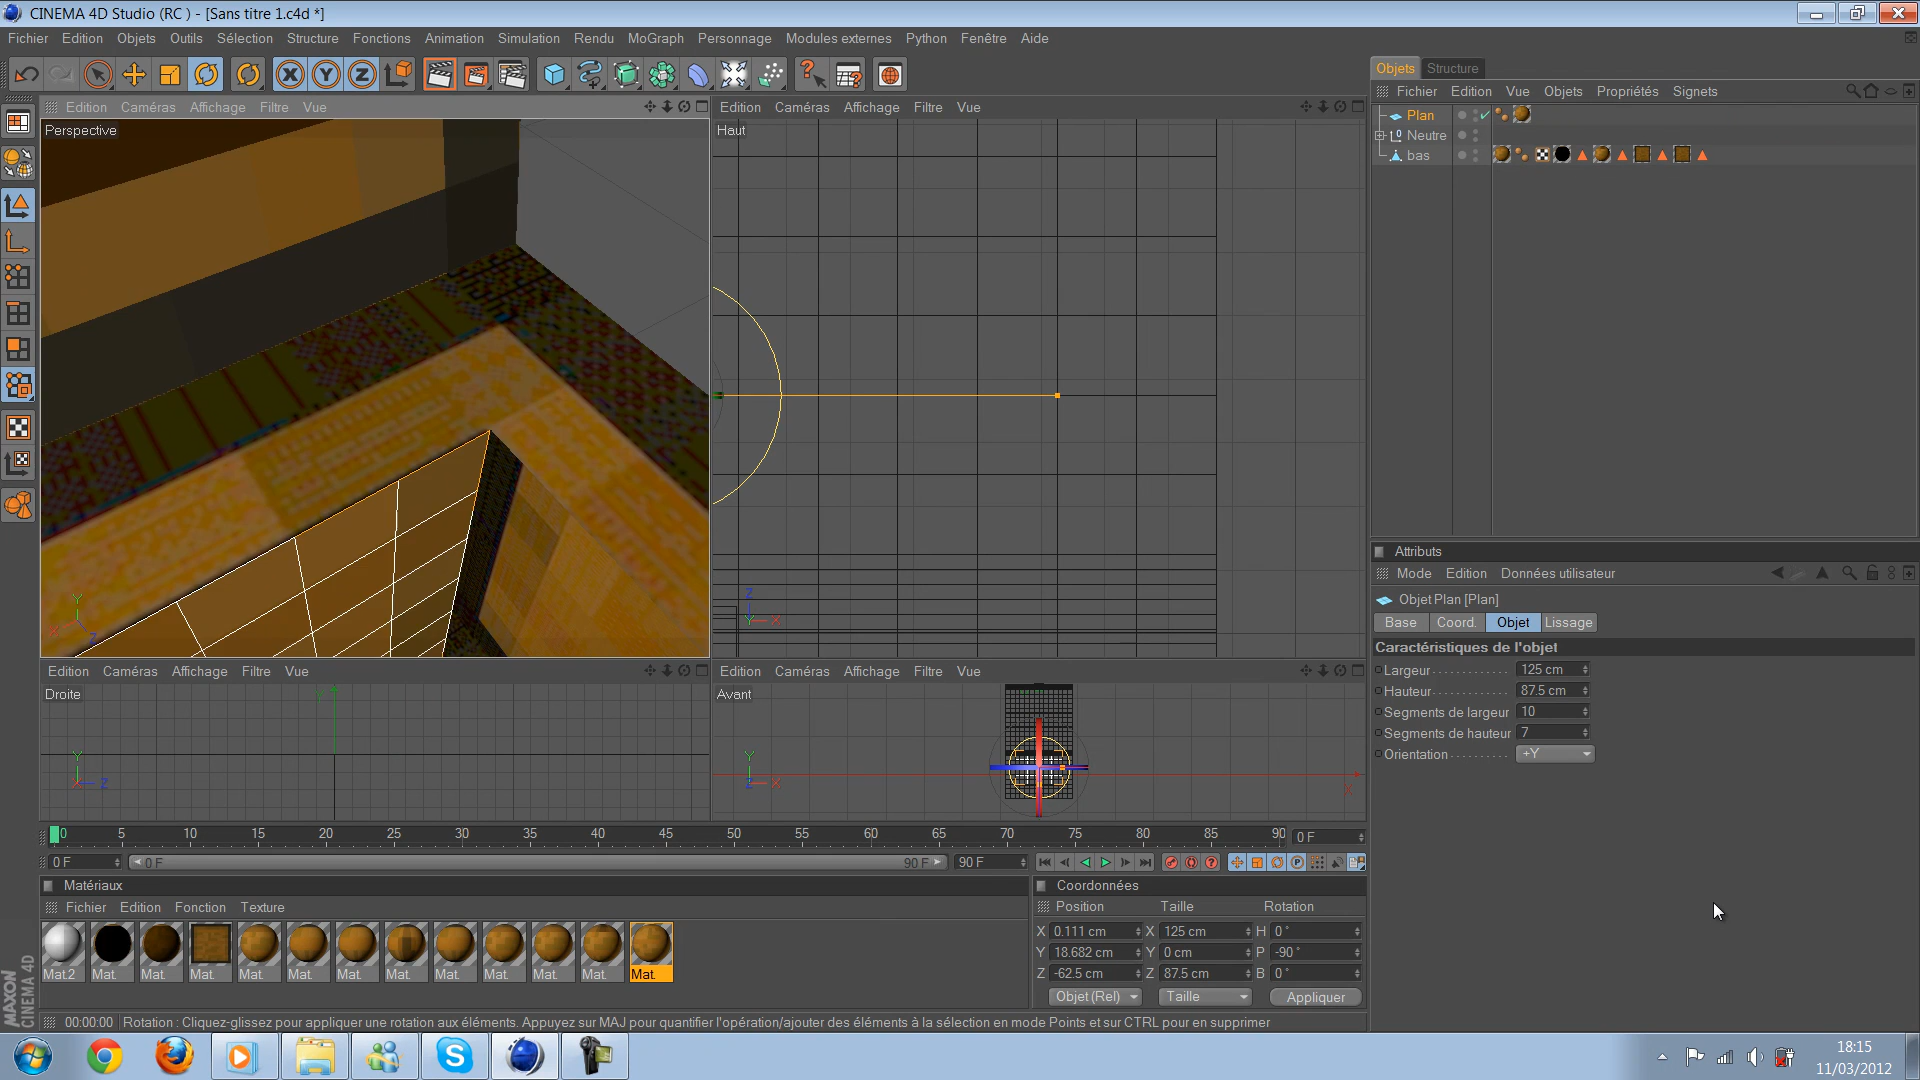 CINEMA 4D Studio (RC ) - [Sans titre 1.c4d *]
Fichier Edition Objets Outils Sélection Structure Fonctions Animation Simulation Rendu MoGraph Personnage Modules externes Python Fenêtre Aide
Objets Structure
Fichier Edition Vue Objets Propriétés Signets
Edition Caméras Affichage Filtre Vue
Edition Caméras Affichage Filtre Vue
Perspective
Haut
Plan
Neutre
bas
Attributs
Mode Edition Données utilisateur
Objet Plan [Plan]
Base Coord. Objet Lissage
Caractéristiques de l'objet
Largeur 125 cm
Hauteur 87.5 cm
Segments de largeur 10
Segments de hauteur 7
Orientation +Y
Edition Caméras Affichage Filtre Vue
Edition Caméras Affichage Filtre Vue
Droite
Avant
0 5 10 15 20 25 30 35 40 45 50 55 60 65 70 75 80 85 90 0 F
0 F 0 F 90 F 90 F
Matériaux
Fichier Edition Fonction Texture
Mat.2 Mat. Mat. Mat. Mat. Mat. Mat. Mat. Mat. Mat. Mat. Mat. Mat.
Coordonnées
Position Taille Rotation
X 0.111 cm X 125 cm H 0°
Y 18.682 cm Y 0 cm P -90°
Z -62.5 cm Z 87.5 cm B 0°
Objet (Rel) Taille Appliquer
MAXON CINEMA 4D
00:00:00 Rotation : Cliquez-glissez pour appliquer une rotation aux éléments. Appuyez sur MAJ pour quantifier l'opération/ajouter des éléments à la sélection en mode Points et sur CTRL pour en supprimer
18:15
11/03/2012